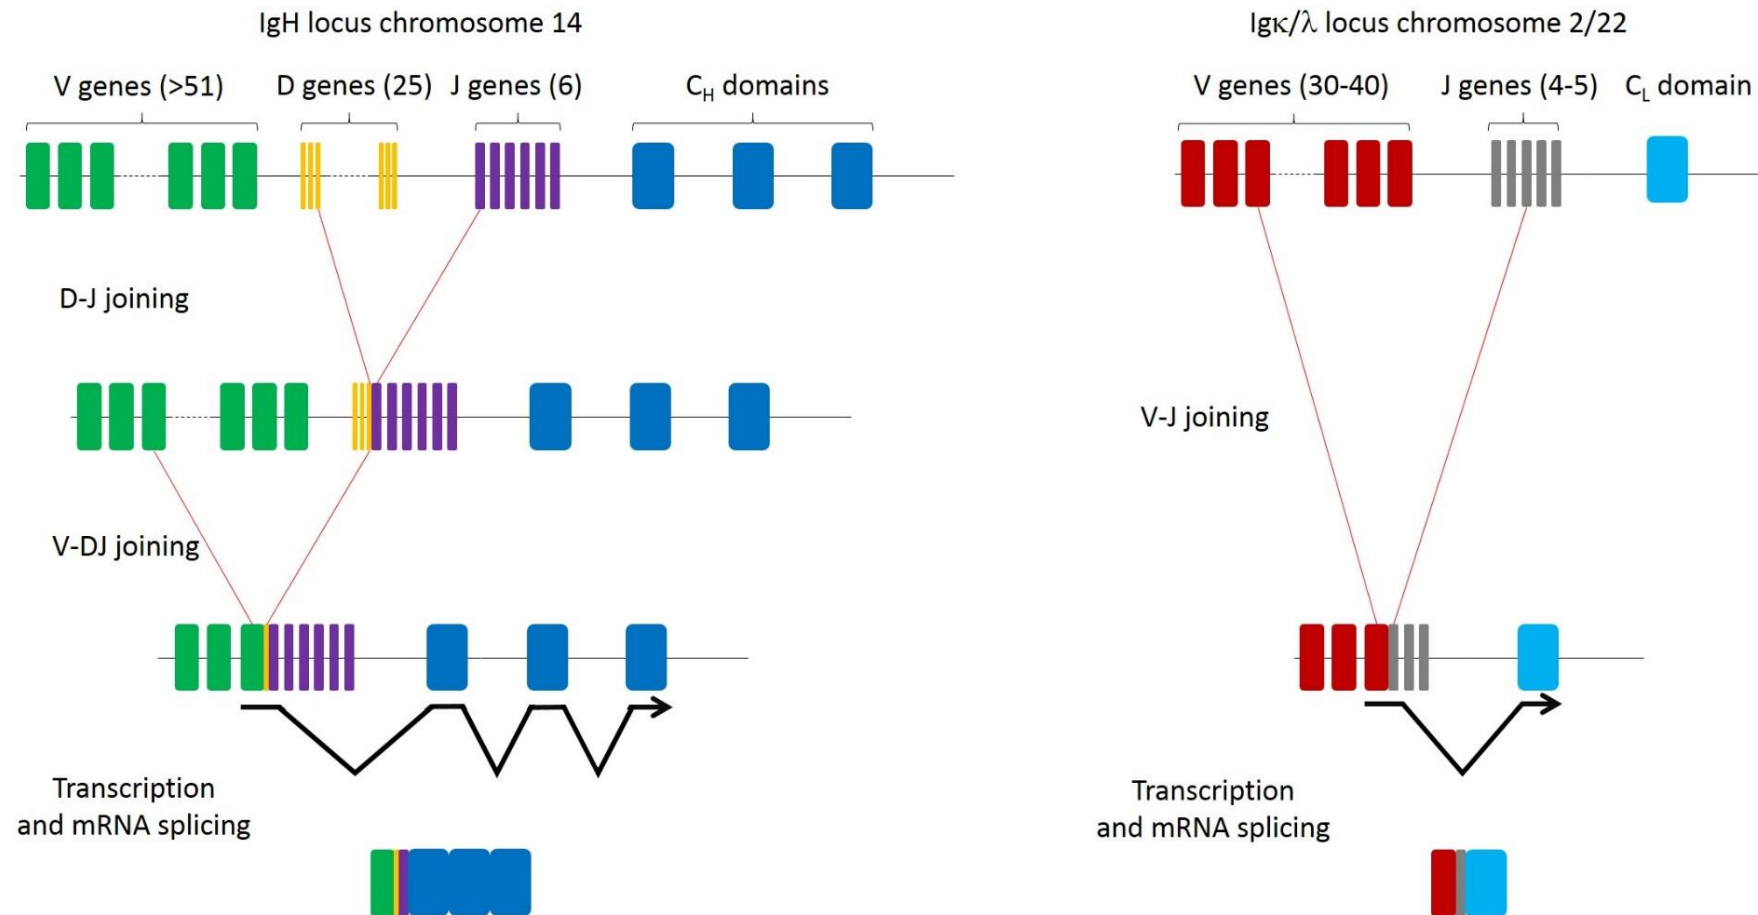 IgH locus chromosome 14
V genes (>51)
D genes (25)
J genes (6)
CH domains
D-J joining
V-DJ joining
Transcription
and mRNA splicing
Igκ/λ locus chromosome 2/22
V genes (30-40)
J genes (4-5)
CL domain
V-J joining
Transcription
and mRNA splicing